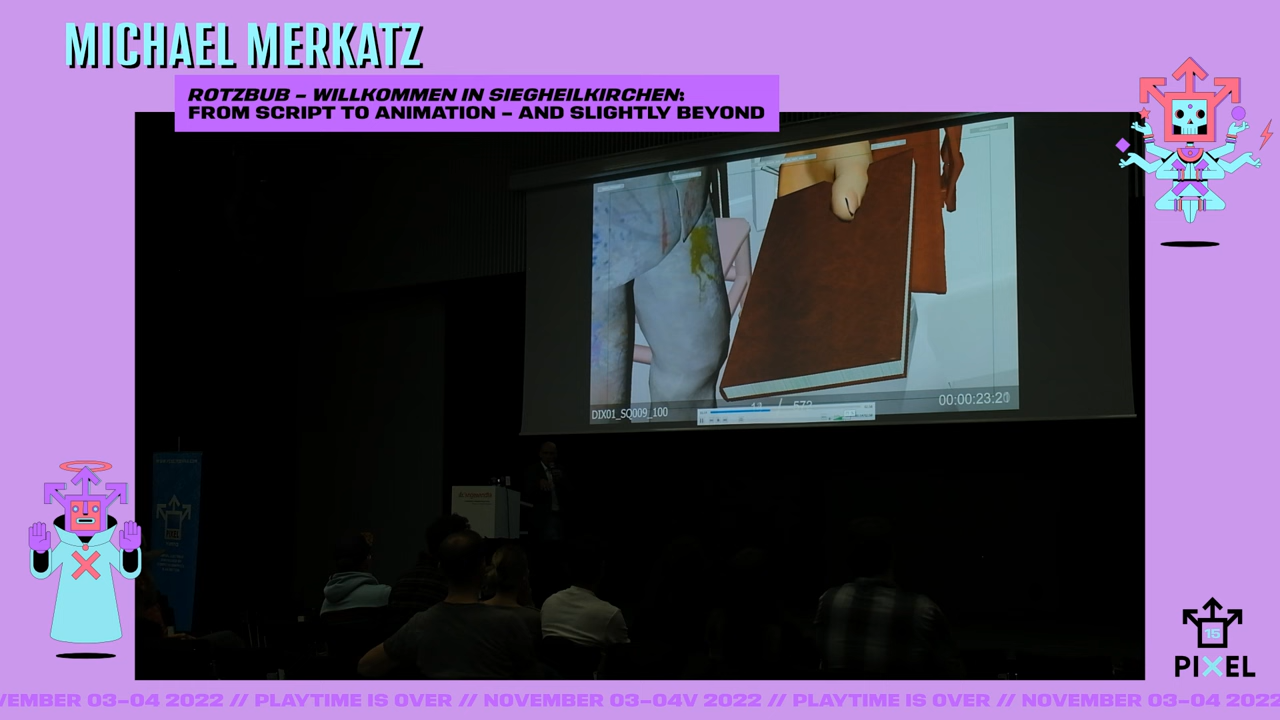 MICHAEL MERKATZ
ROTZBUB – WILLKOMMEN IN SIEGHEILKIRCHEN:
FROM SCRIPT TO ANIMATION – AND SLIGHTLY BEYOND
DIX01_SQ009_100
/ 572
00:00:23:20
PIXEL
15
PIXEL
VEMBER 03–04 2022 // PLAYTIME IS OVER // NOVEMBER 03–04V 2022 // PLAYTIME IS OVER // NOVEMBER 03–04 2022